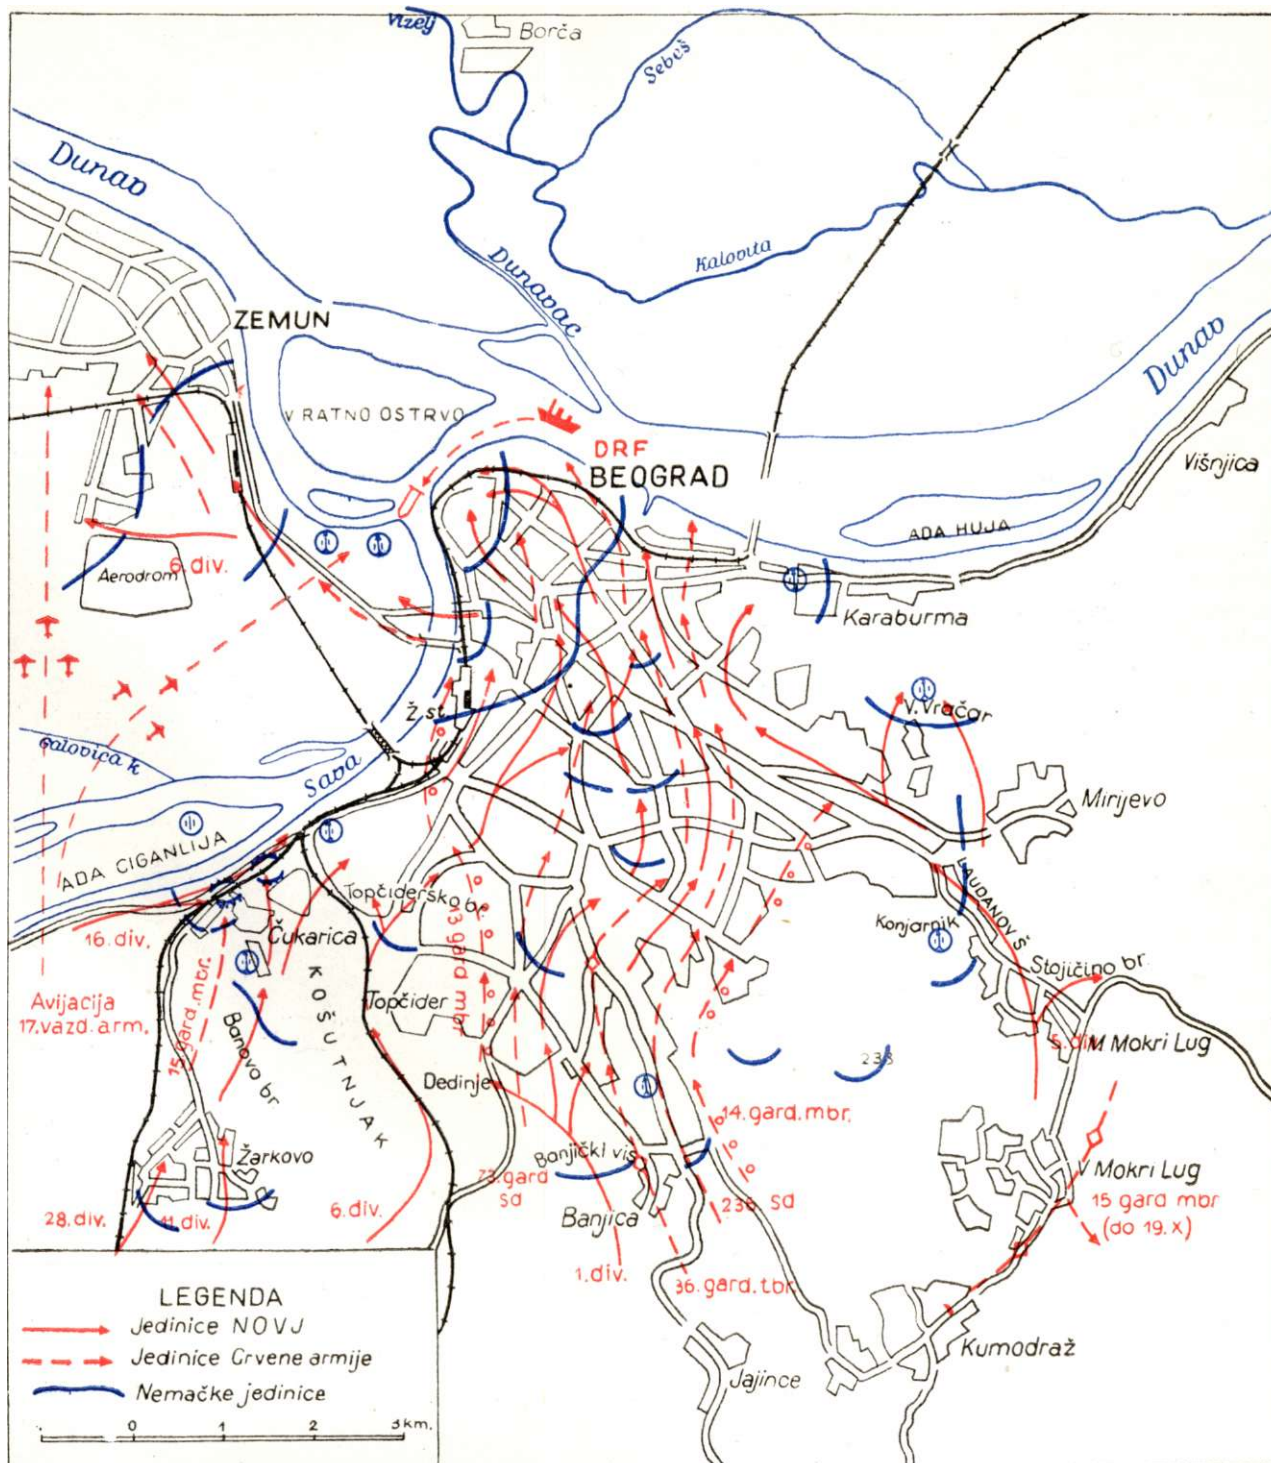 Vizelj
Borča
Sebeš
Dunav
Dunavac
Kalovita
ZEMUN
V RATNO OSTRVO
DRF
BEOGRAD
Dunav
Višnjica
ADA HUJA
Aerodrom
6. div.
Karaburma
V. Vračar
Ž. st.
Galovica k
Sava
Mirijevo
ADA CIGANLIJA
Topčidersko br.
LAUDANOV Š
16. div.
Čukarica
Konjarnik
Stojičino br.
Avijacija
17. vazd. arm.
15. gard. mbr.
Banovo br
KOŠUTNJAK
Topčider
13. gard mbr
5. div.
M Mokri Lug
238
Dedinje
14. gard. mbr.
Žarkovo
Banjički vis
V Mokri Lug
73. gard
sd
236 sd
15 gard mbr
(do 19. x)
28. div.
11. div.
6. div.
Banjica
1. div.
36. gard. tbr.
Kumodraž
Jajince
LEGENDA
Jedinice NOVJ
Jedinice Crvene armije
Nemačke jedinice
0 1 2 3 km.